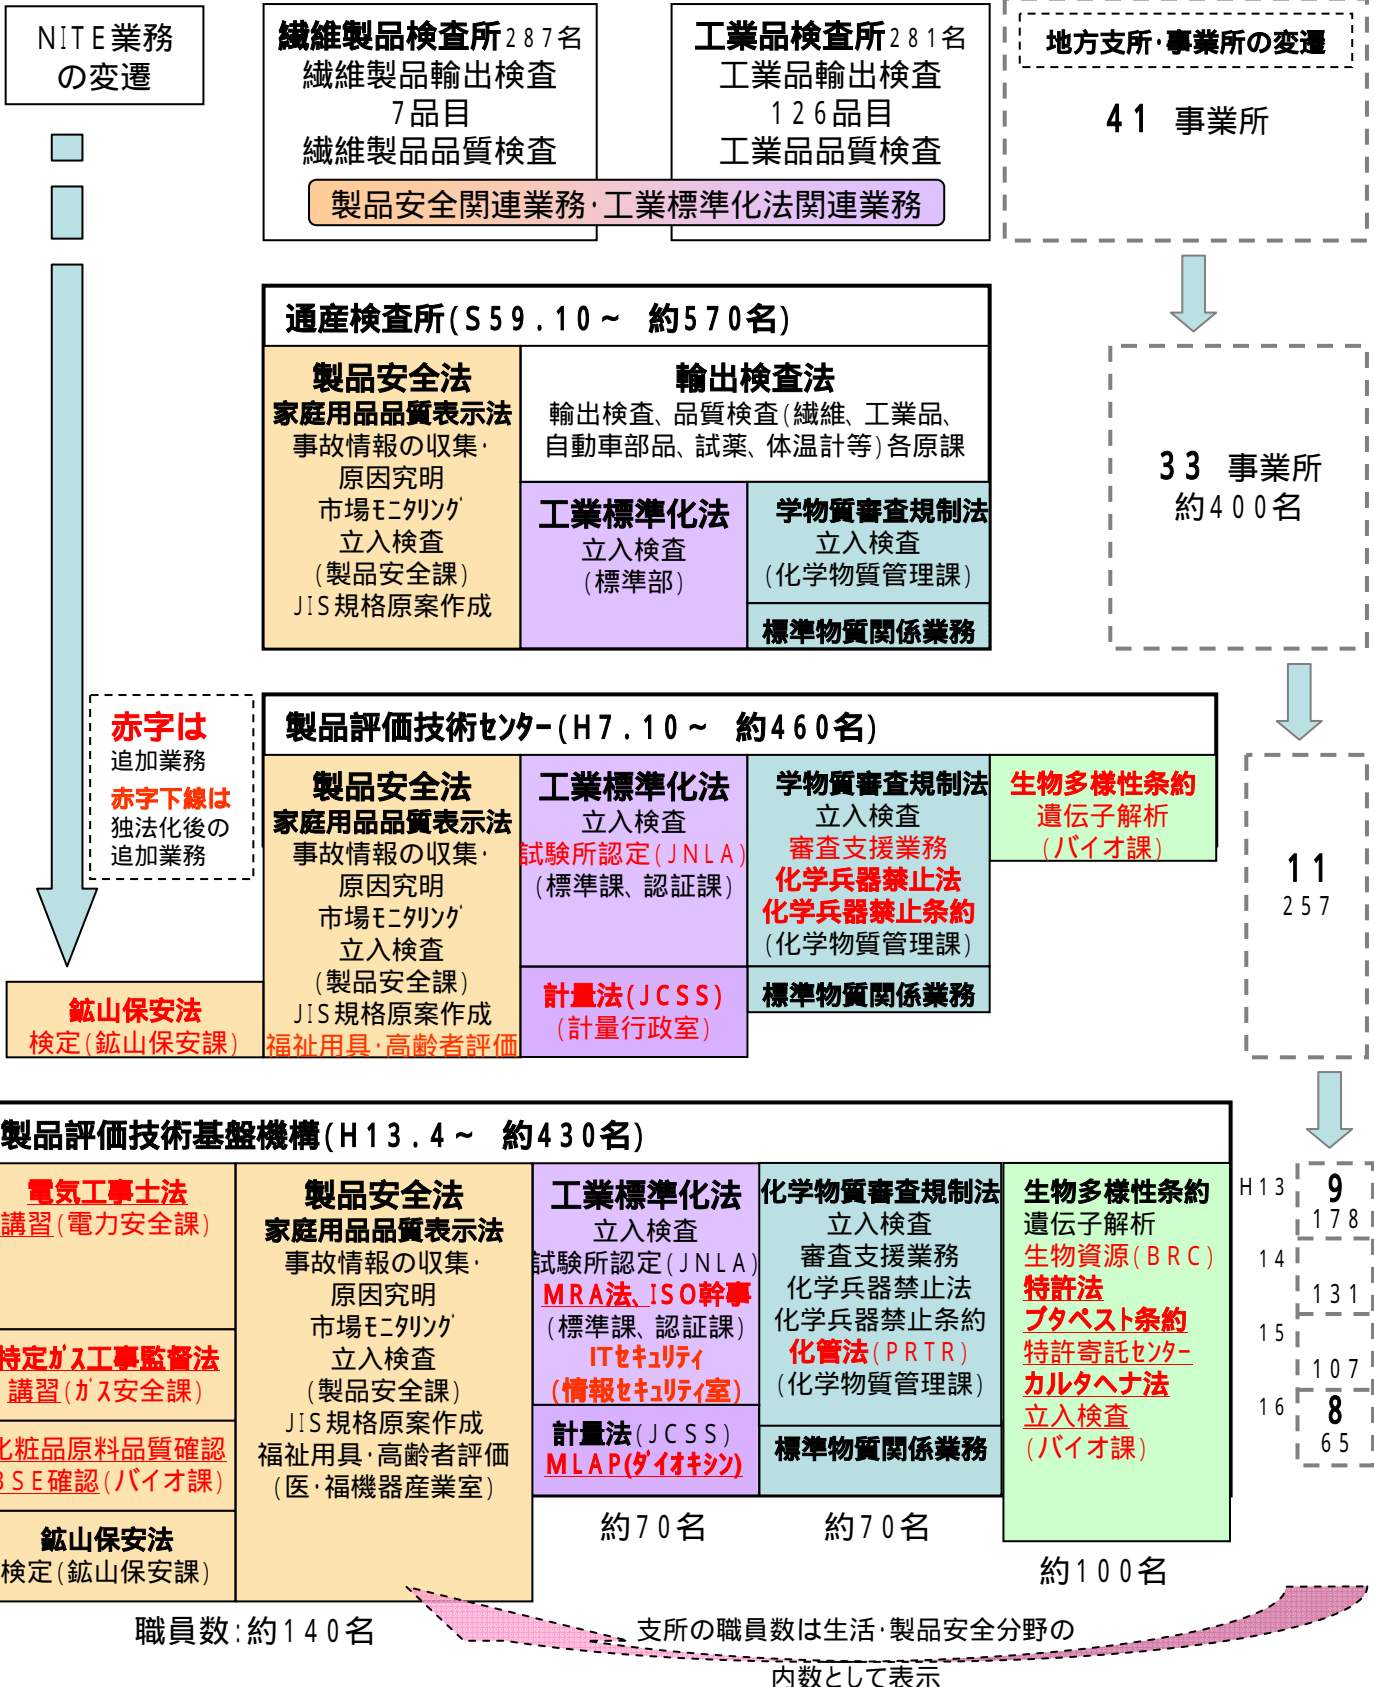 NITE業務
の変遷
繊維製品検査所287名
繊維製品輸出検査
7品目
繊維製品品質検査
工業品検査所281名
工業品輸出検査
126品目
工業品品質検査
製品安全関連業務・工業標準化法関連業務
地方支所・事業所の変遷
41 事業所
通産検査所(S59.10～ 約570名)
製品安全法
家庭用品品質表示法
事故情報の収集・
原因究明
市場モニタリング
立入検査
(製品安全課)
JIS規格原案作成
輸出検査法
輸出検査、品質検査(繊維、工業品、
自動車部品、試薬、体温計等)各原課
工業標準化法
立入検査
(標準部)
学物質審査規制法
立入検査
(化学物質管理課)
標準物質関係業務
33 事業所
約400名
赤字は
追加業務
赤字下線は
独法化後の
追加業務
製品評価技術センター(H7.10～ 約460名)
製品安全法
家庭用品品質表示法
事故情報の収集・
原因究明
市場モニタリング
立入検査
(製品安全課)
JIS規格原案作成
福祉用具・高齢者評価
工業標準化法
立入検査
試験所認定(JNLA)
(標準課、認証課)
計量法(JCSS)
(計量行政室)
学物質審査規制法
立入検査
審査支援業務
化学兵器禁止法
化学兵器禁止条約
(化学物質管理課)
標準物質関係業務
生物多様性条約
遺伝子解析
(バイオ課)
鉱山保安法
検定(鉱山保安課)
11
257
製品評価技術基盤機構(H13.4～ 約430名)
電気工事士法
講習(電力安全課)
特定ガス工事監督法
講習(ガス安全課)
化粧品原料品質確認
BSE確認(バイオ課)
鉱山保安法
検定(鉱山保安課)
製品安全法
家庭用品品質表示法
事故情報の収集・
原因究明
市場モニタリング
立入検査
(製品安全課)
JIS規格原案作成
福祉用具・高齢者評価
(医・福機器産業室)
工業標準化法
立入検査
試験所認定(JNLA)
MRA法、ISO幹事
(標準課、認証課)
ITセキュリティ
(情報セキュリティ室)
計量法(JCSS)
MLAP(ダイオキシン)
化学物質審査規制法
立入検査
審査支援業務
化学兵器禁止法
化学兵器禁止条約
化管法(PRTR)
(化学物質管理課)
標準物質関係業務
生物多様性条約
遺伝子解析
生物資源(BRC)
特許法
ブタペスト条約
特許寄託センター
カルタヘナ法
立入検査
(バイオ課)
H13 9
178
14
131
15
107
16 8
65
約70名
約70名
約100名
職員数:約140名
支所の職員数は生活・製品安全分野の
内数として表示